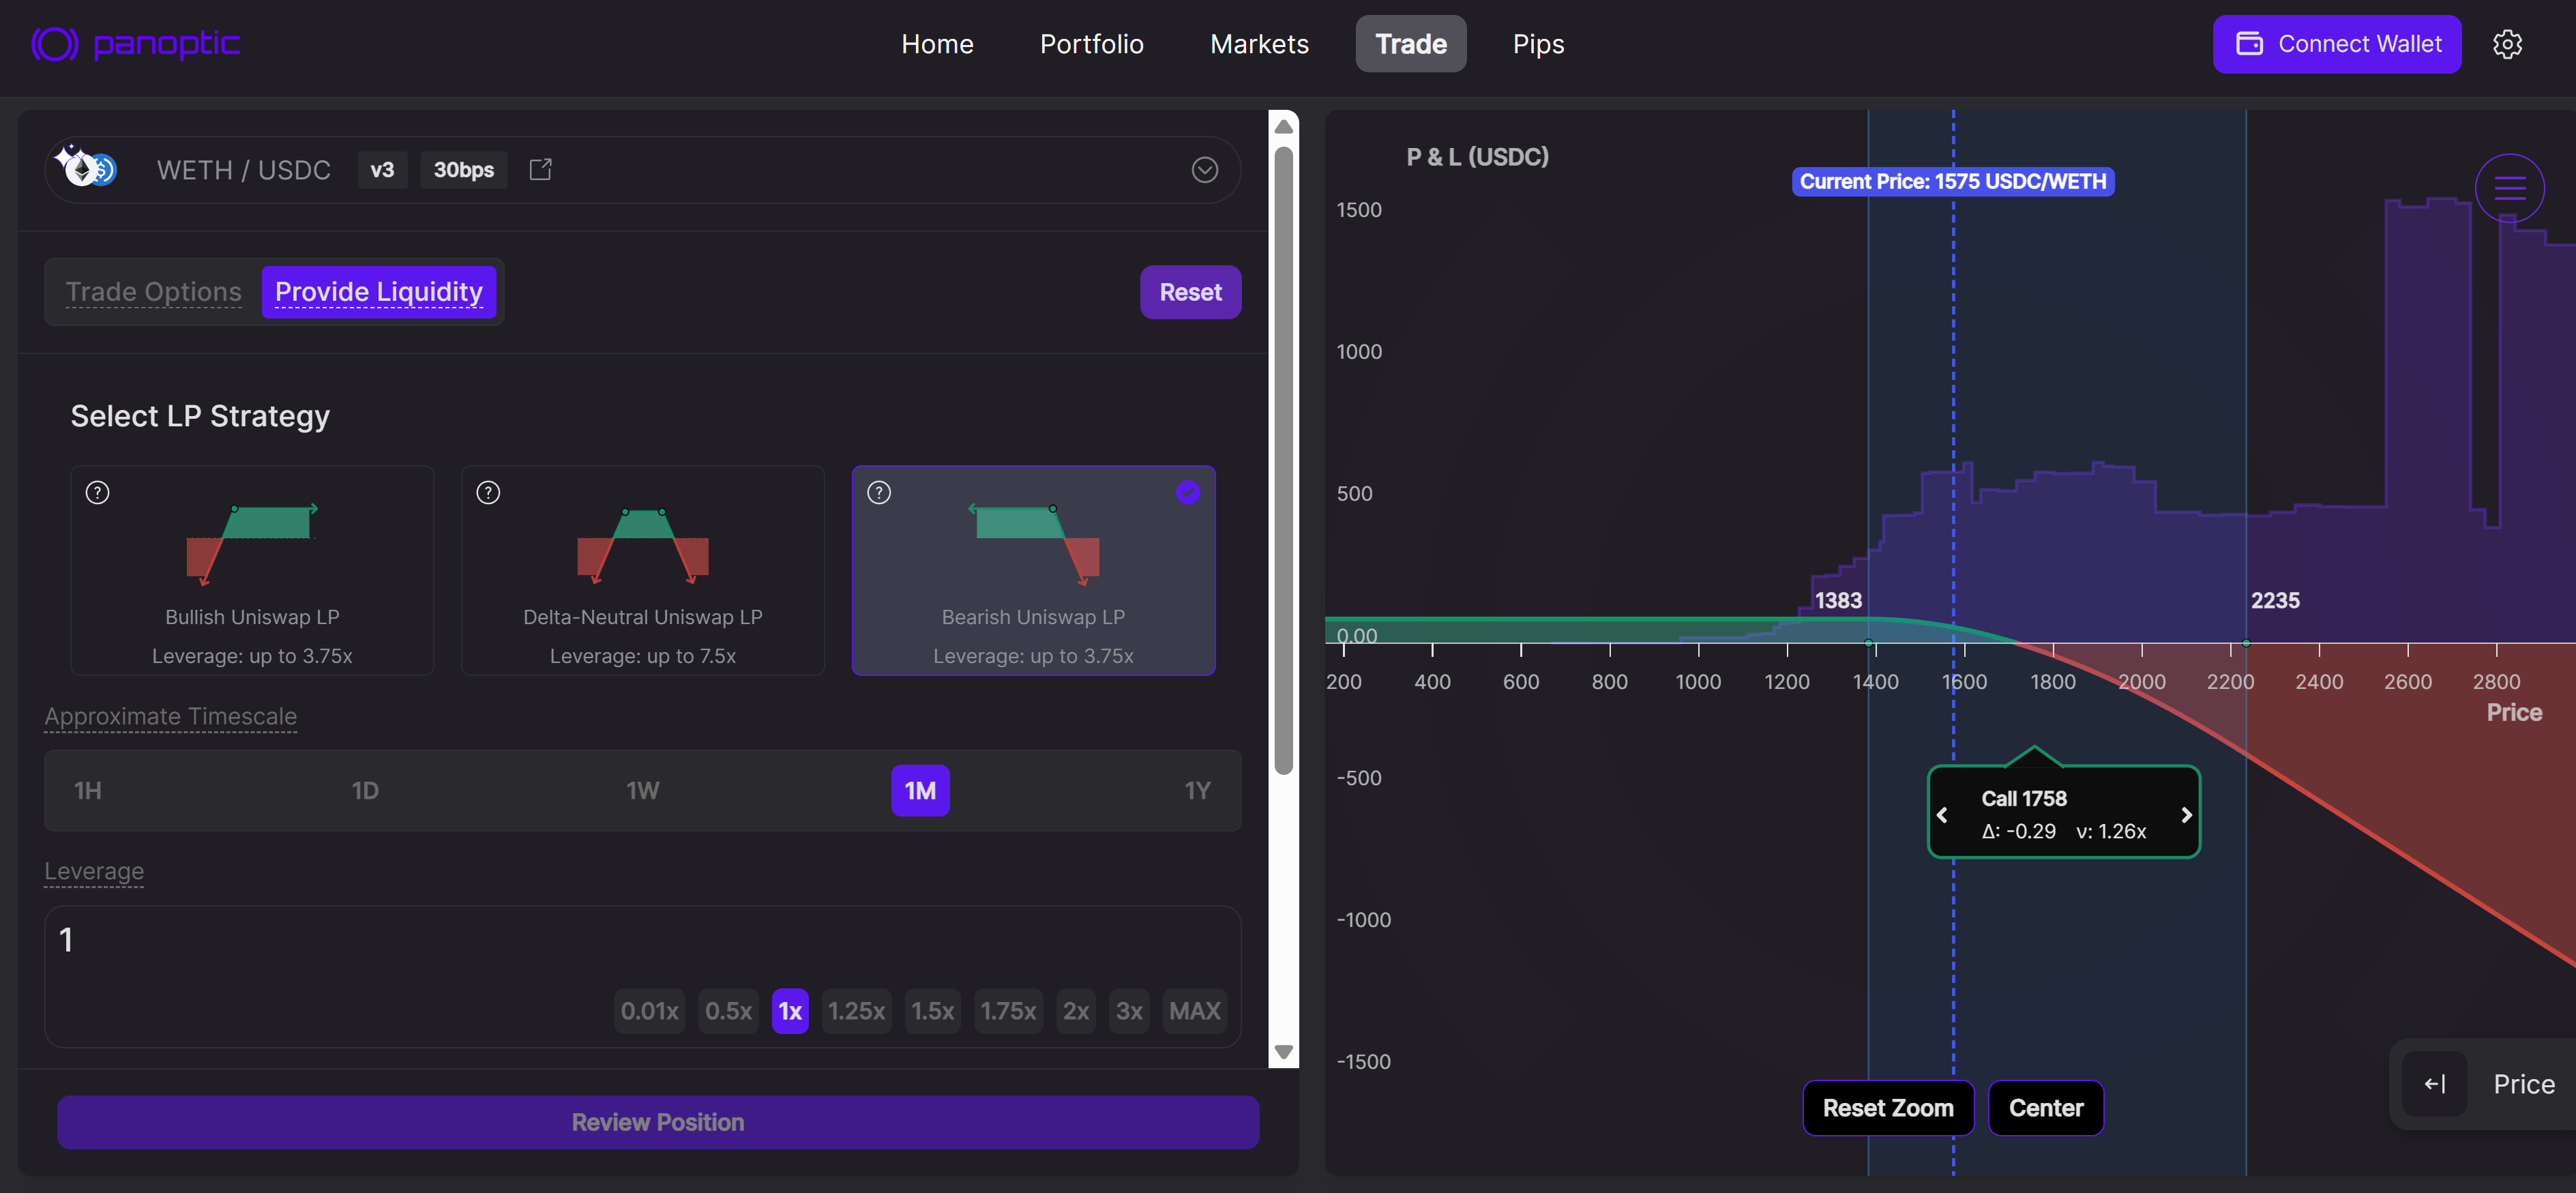 panoptic
Home Portfolio Markets Trade Pips
Connect Wallet
WETH / USDC v3 30bps
Trade Options Provide Liquidity Reset
Select LP Strategy
? ? ?
Bullish Uniswap LP
Leverage: up to 3.75x
Delta-Neutral Uniswap LP
Leverage: up to 7.5x
Bearish Uniswap LP
Leverage: up to 3.75x
Approximate Timescale
1H 1D 1W 1M 1Y
Leverage
1
0.01x 0.5x 1x 1.25x 1.5x 1.75x 2x 3x MAX
Review Position
P & L (USDC)
Current Price: 1575 USDC/WETH
1500
1000
500
1383 2235
0.00
200 400 600 800 1000 1200 1400 1600 1800 2000 2200 2400 2600 2800
Price
-500
Call 1758
Δ: -0.29 ν: 1.26x
-1000
-1500
Reset Zoom Center
Price